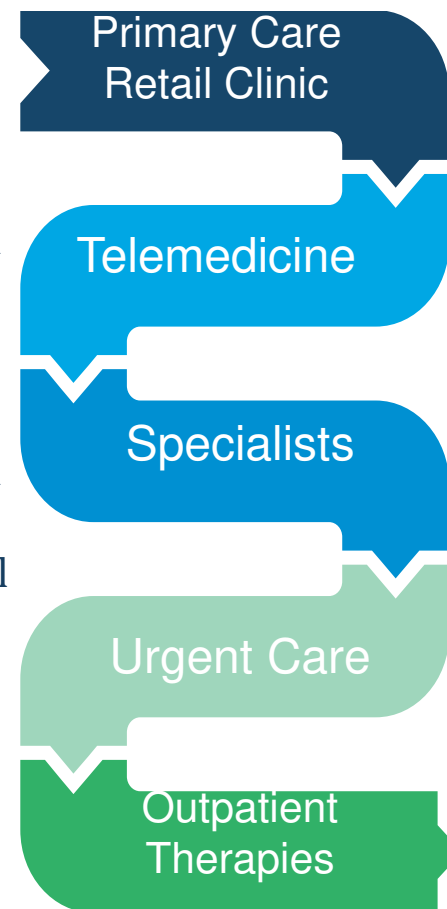 Primary Care
Retail Clinic
Telemedicine
Specialists
l
Urgent Care
Outpatient
Therapies